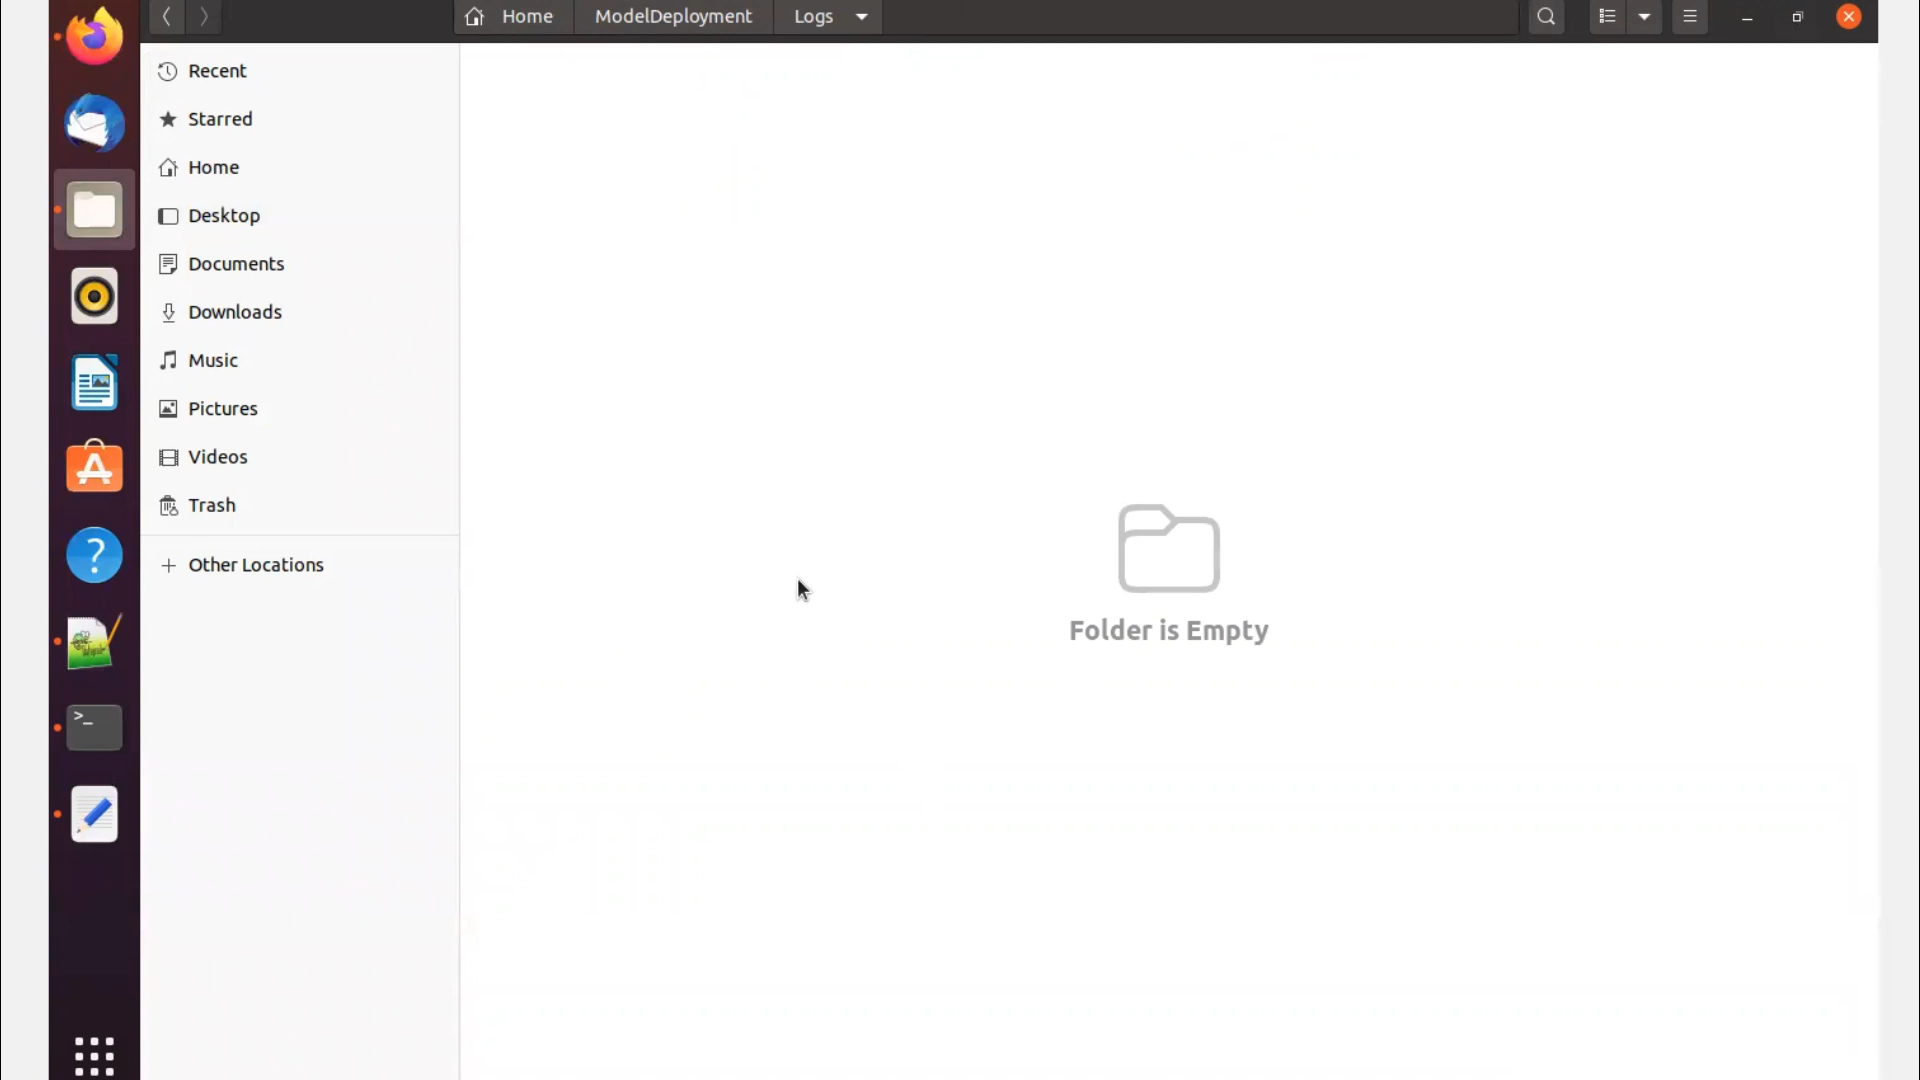 Home ModelDeployment Logs
Recent
Starred
Home
Desktop
Documents
Downloads
Music
Pictures
Videos
Trash
Other Locations
Folder is Empty